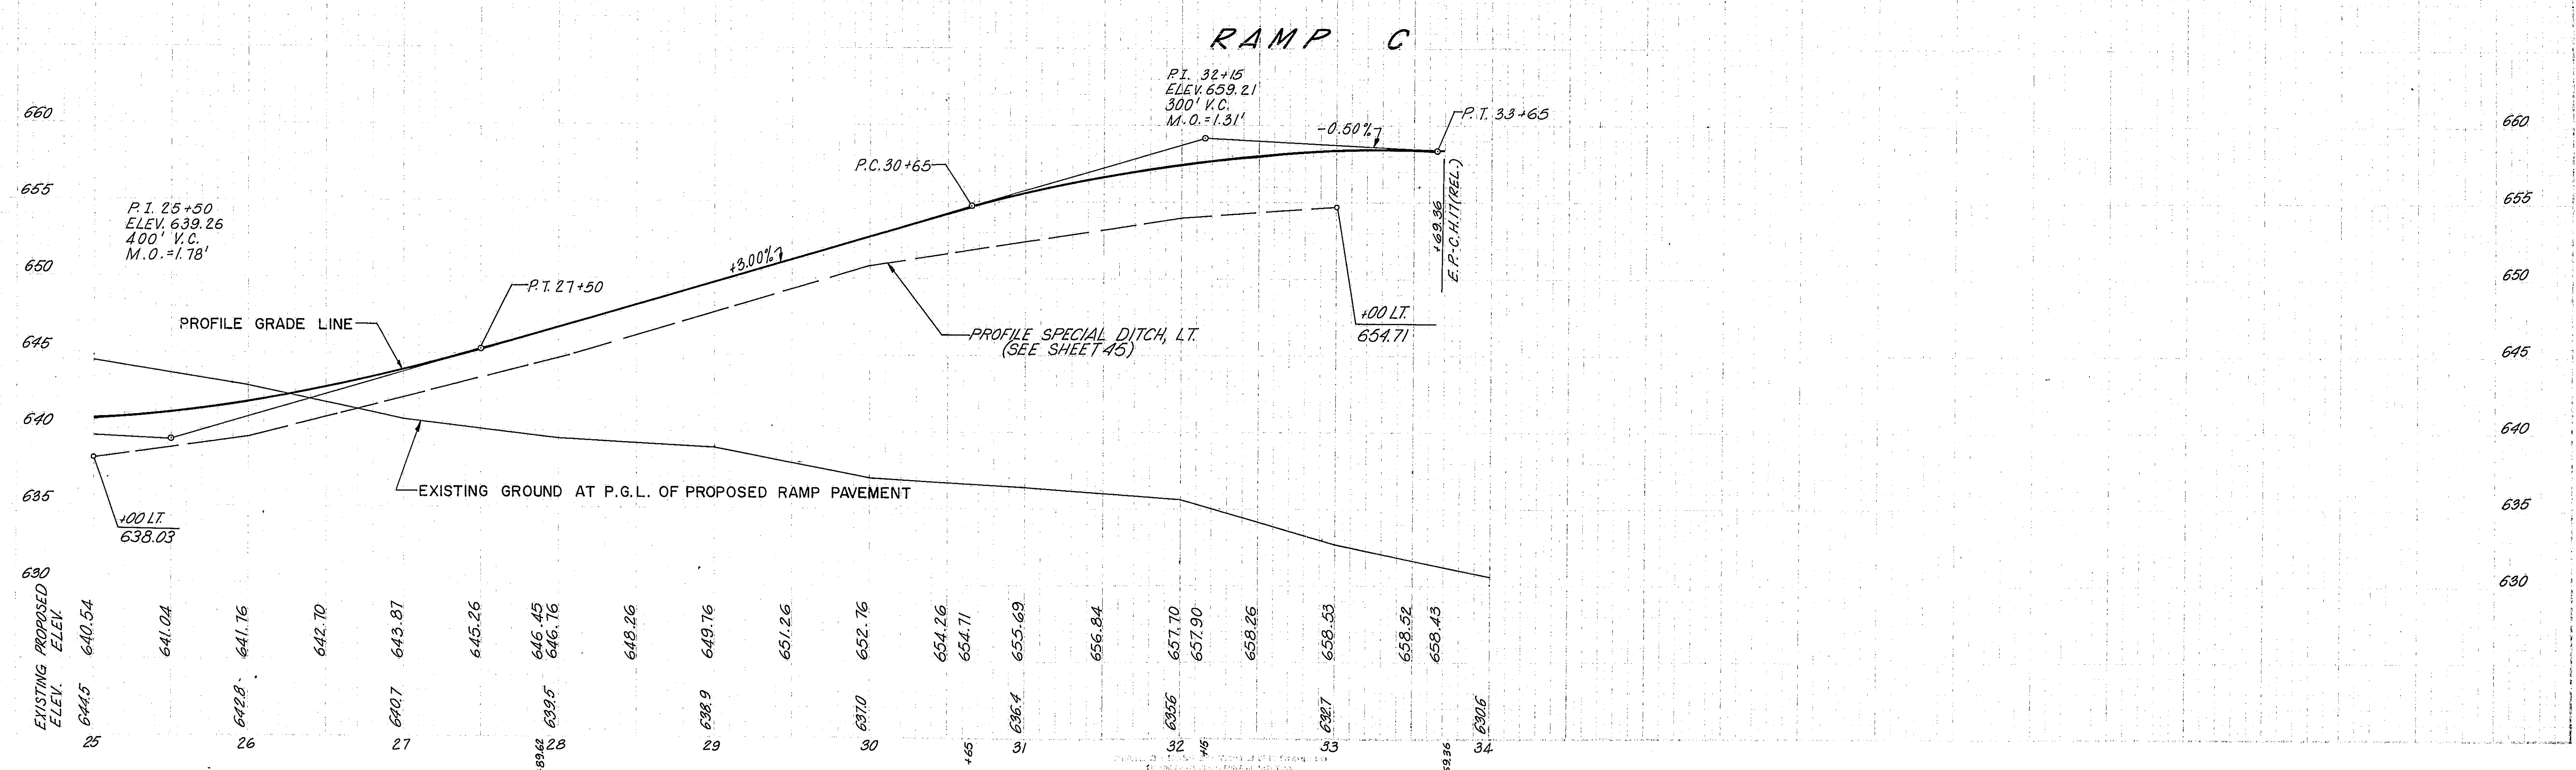 RAMP C
P.I. 32+15
ELEV. 659.21
300' V.C.
M.O.=1.31'
-0.50%
P.T. 33+65
P.C. 30+65
+69.36
E.P.-C.H.17(REL.)
660
655
650
645
640
635
630
660
655
650
645
640
635
630
P.I. 25+50
ELEV. 639.26
400' V.C.
M.O.=1.78'
+3.00%
P.T. 27+50
PROFILE GRADE LINE
PROFILE SPECIAL DITCH, LT.
(SEE SHEET 45)
+00 LT.
654.71
EXISTING GROUND AT P.G.L. OF PROPOSED RAMP PAVEMENT
+00 LT.
638.03
PROPOSED ELEV.
640.54 641.04 641.76 642.70 643.87 645.26 646.45 646.76 648.26 649.76 651.26 652.76 654.26 654.71 655.69 656.84 657.70 657.90 658.26 658.53 658.52 658.43
EXISTING ELEV.
644.5 642.8 640.7 639.5 638.9 637.0 636.4 635.6 632.7 630.6
25 26 27 28 29 30 31 32 33 34
+65 +15